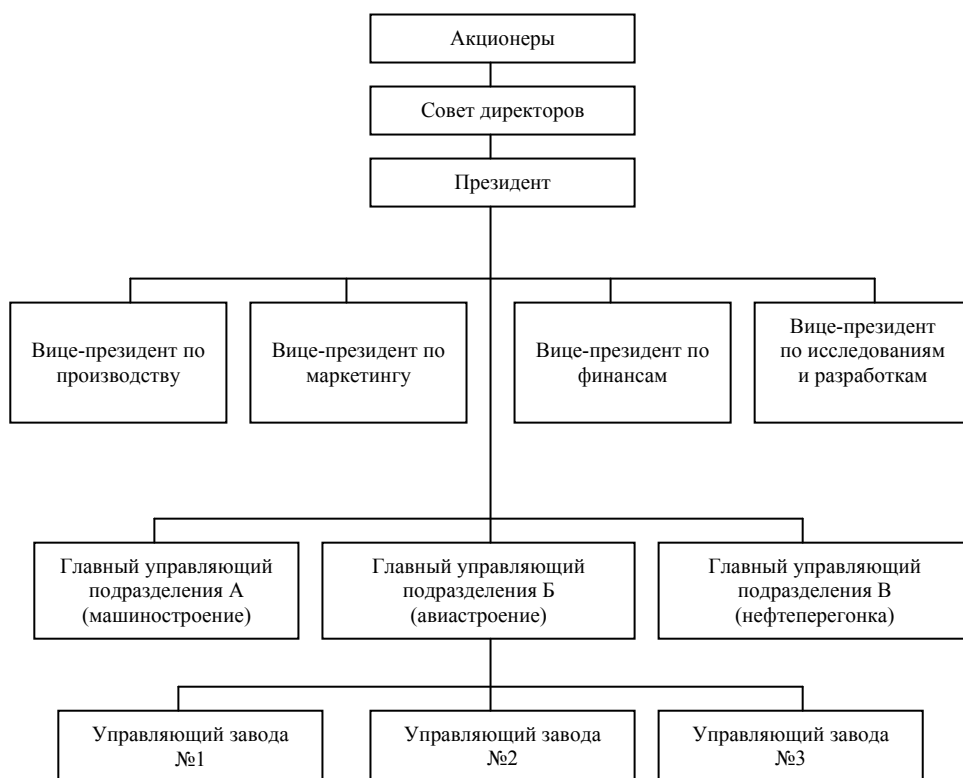 Акционеры
Совет директоров
Президент
Вице-президент по
производству
Вице-президент по
маркетингу
Вице-президент по
финансам
Вице-президент
по исследованиям
и разработкам
Главный управляющий
подразделения А
(машиностроение)
Главный управляющий
подразделения Б
(авиастроение)
Главный управляющий
подразделения В
(нефтеперегонка)
Управляющий завода
№1
Управляющий завода
№2
Управляющий завода
№3